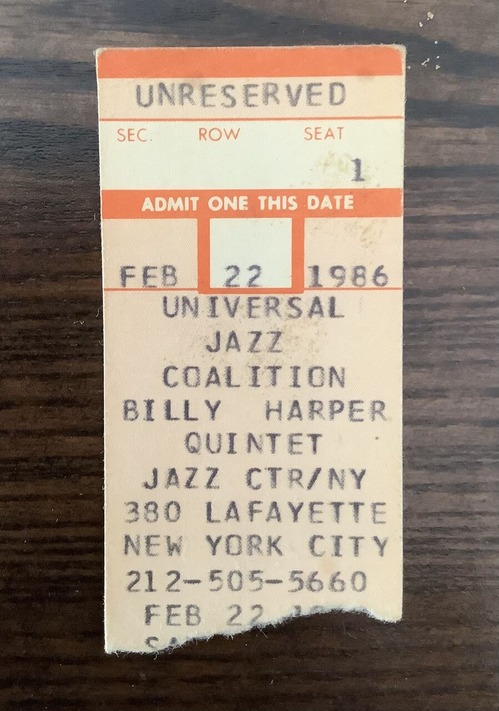 UNRESERVED
SEC. ROW SEAT
1
ADMIT ONE THIS DATE
FEB 22 1986
UNIVERSAL
JAZZ
COALITION
BILLY HARPER
QUINTET
JAZZ CTR/NY
380 LAFAYETTE
NEW YORK CITY
212-505-5660
FEB 22